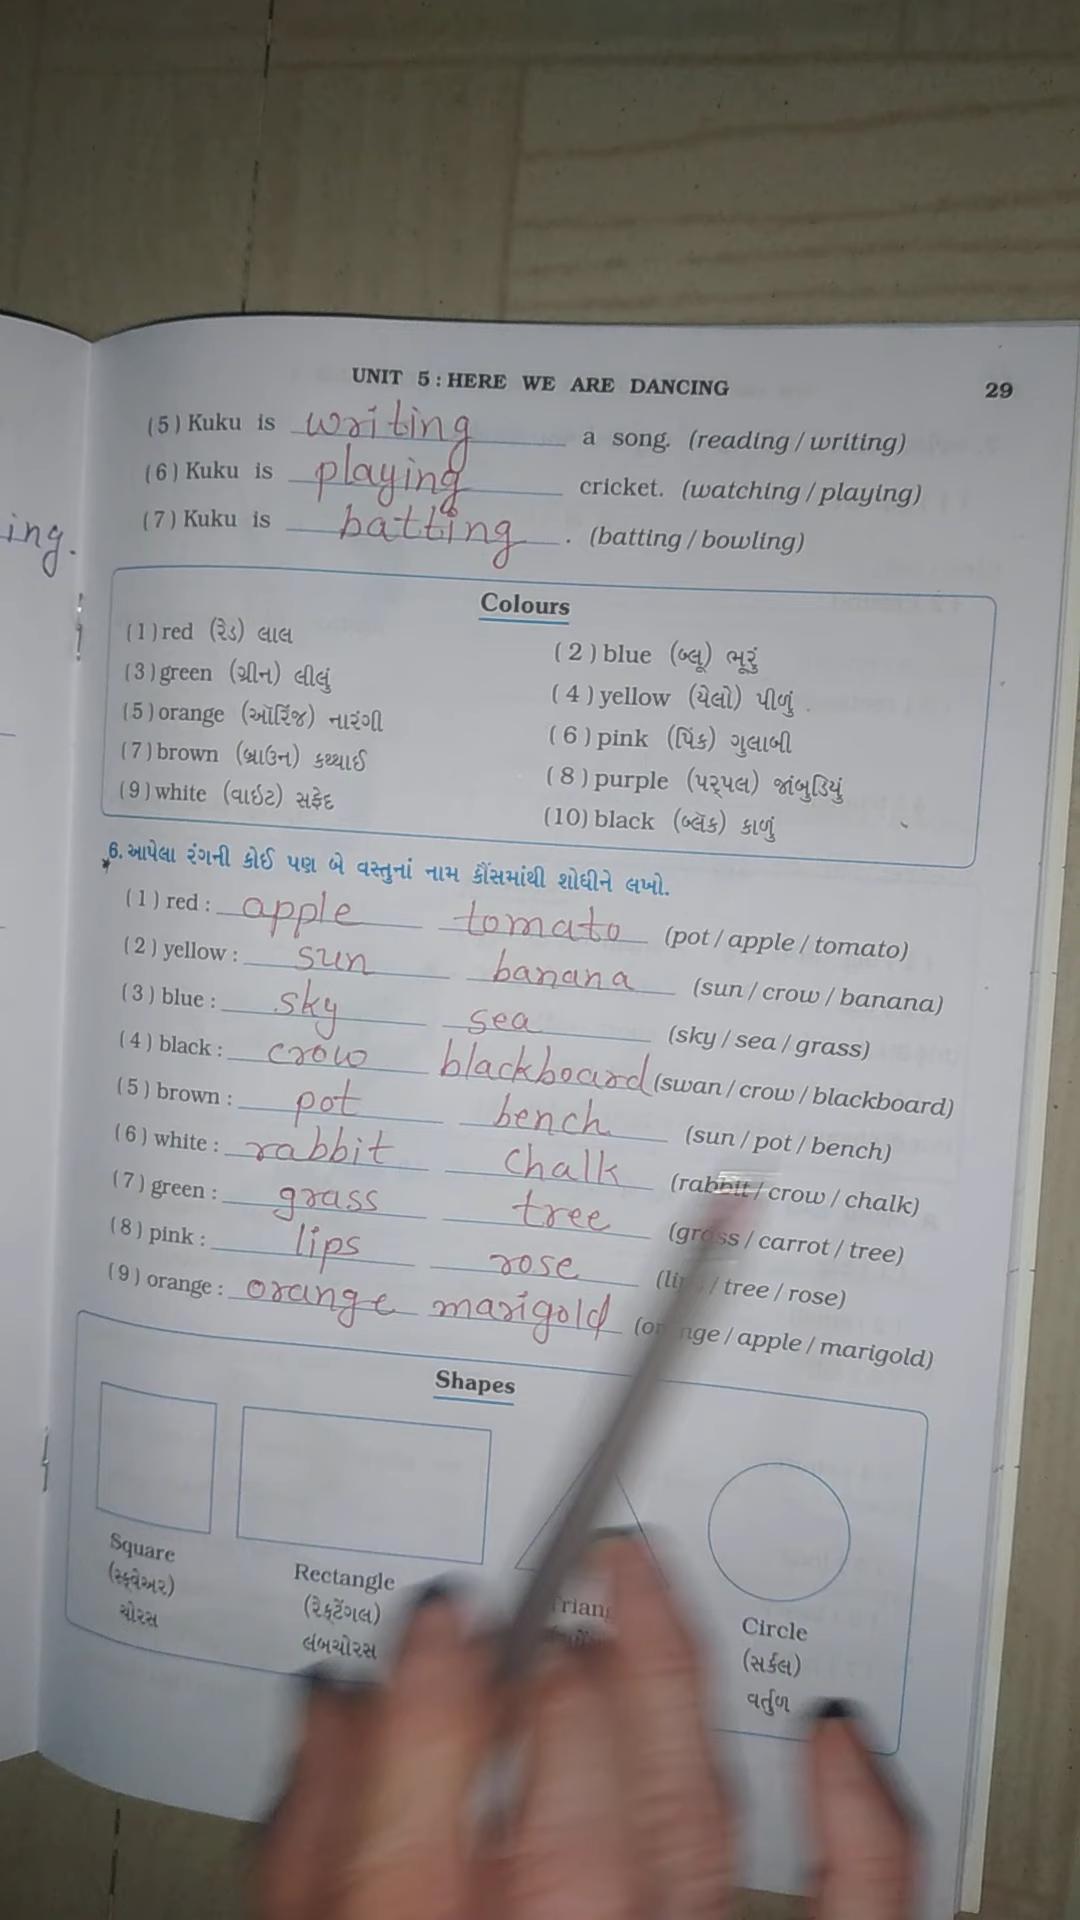 UNIT 5 : HERE WE ARE DANCING 29
ing.
(5) Kuku is writing a song. (reading / writing)
(6) Kuku is playing cricket. (watching / playing)
(7) Kuku is batting . (batting / bowling)
Colours
(1) red (રેડ) લાલ (2) blue (બ્લૂ) ભૂરું
(3) green (ગ્રીન) લીલું (4) yellow (યેલો) પીળું
(5) orange (ઑરિંજ) નારંગી (6) pink (પિંક) ગુલાબી
(7) brown (બ્રાઉન) કથ્થાઈ (8) purple (પર્પલ) જાંબુડિયું
(9) white (વાઇટ) સફેદ (10) black (બ્લૅક) કાળું
*6. આપેલા રંગની કોઈ પણ બે વસ્તુનાં નામ કૌંસમાંથી શોધીને લખો.
(1) red : apple tomato (pot / apple / tomato)
(2) yellow : sun banana (sun / crow / banana)
(3) blue : sky sea (sky / sea / grass)
(4) black : crow blackboard (swan / crow / blackboard)
(5) brown : pot bench (sun / pot / bench)
(6) white : rabbit chalk (rabbit / crow / chalk)
(7) green : grass tree (grass / carrot / tree)
(8) pink : lips rose (lips / tree / rose)
(9) orange : orange marigold (orange / apple / marigold)
Shapes
Square Rectangle Circle
(સ્ક્વેઅર) (રૅક્ટૅંગલ) (સર્કલ)
ચોરસ લંબચોરસ વર્તુળ